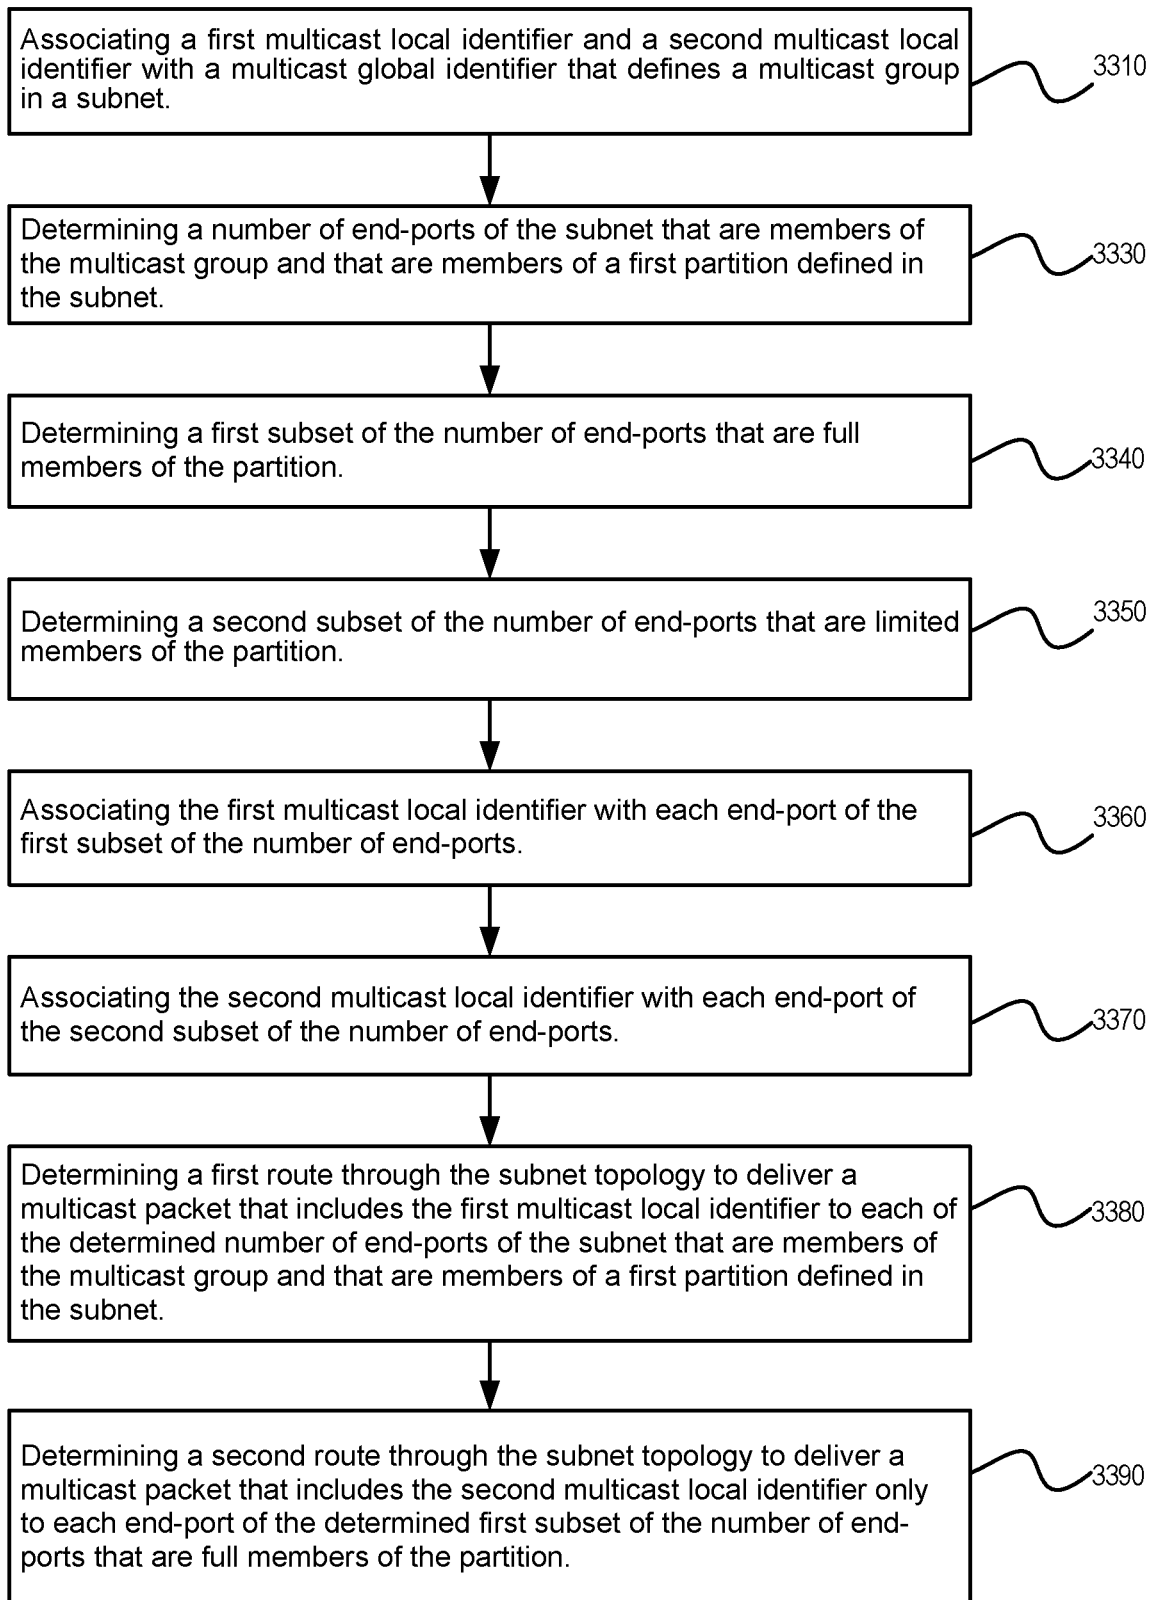 Associating a first multicast local identifier and a second multicast local
identifier with a multicast global identifier that defines a multicast group
in a subnet.
3310
Determining a number of end-ports of the subnet that are members of
the multicast group and that are members of a first partition defined in
the subnet.
3330
Determining a first subset of the number of end-ports that are full
members of the partition.
3340
Determining a second subset of the number of end-ports that are limited
members of the partition.
3350
Associating the first multicast local identifier with each end-port of the
first subset of the number of end-ports.
3360
Associating the second multicast local identifier with each end-port of
the second subset of the number of end-ports.
3370
Determining a first route through the subnet topology to deliver a
multicast packet that includes the first multicast local identifier to each of
the determined number of end-ports of the subnet that are members of
the multicast group and that are members of a first partition defined in
the subnet.
3380
Determining a second route through the subnet topology to deliver a
multicast packet that includes the second multicast local identifier only
to each end-port of the determined first subset of the number of end-
ports that are full members of the partition.
3390